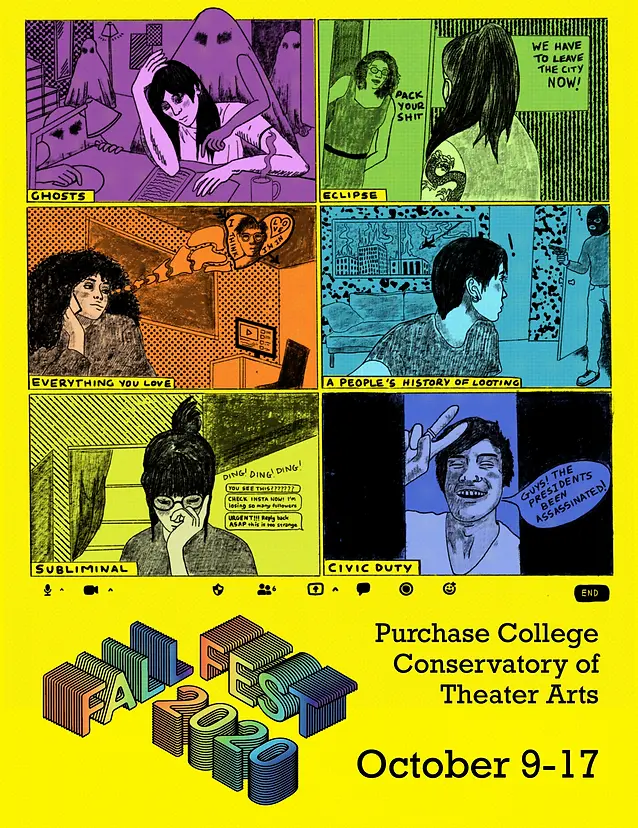 WE HAVE
TO LEAVE
THE CITY
NOW!
PACK
YOUR
SHIT
GHOSTS
ECLIPSE
EVERYTHING YOU LOVE
A PEOPLE'S HISTORY OF LOOTING
DING! DING! DING!
YOU SEE THIS??????
CHECK INSTA NOW! I'M
losing so many followers
URGENT!!! Reply back
ASAP this is too strange
GUYS! THE
PRESIDENTS
BEEN
ASSASSINATED!
SUBLIMINAL
CIVIC DUTY
6
END
FALL FEST
2020
Purchase College
Conservatory of
Theater Arts
October 9-17